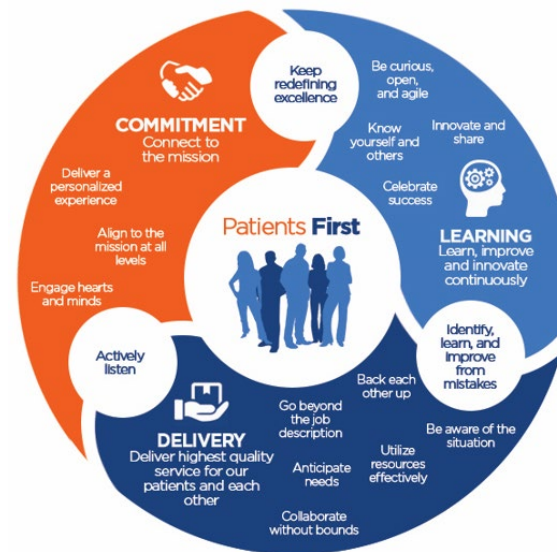 Keep
redefining
excellence
COMMITMENT
Connect to
the mission
Deliver a
personalized
experience
Align to the
mission at all
levels
Engage hearts
and minds
Be curious,
open,
and agile
Innovate and
share
Know
yourself and
others
Celebrate
success
LEARNING
Learn, improve
and innovate
continuously
Patients First
Identify,
learn, and
improve
from
mistakes
Actively
listen
DELIVERY
Deliver highest quality
service for our
patients and each
other
Back each
other up
Go beyond
the job
description
Be aware of the
situation
Utilize
resources
effectively
Anticipate
needs
Collaborate
without bounds